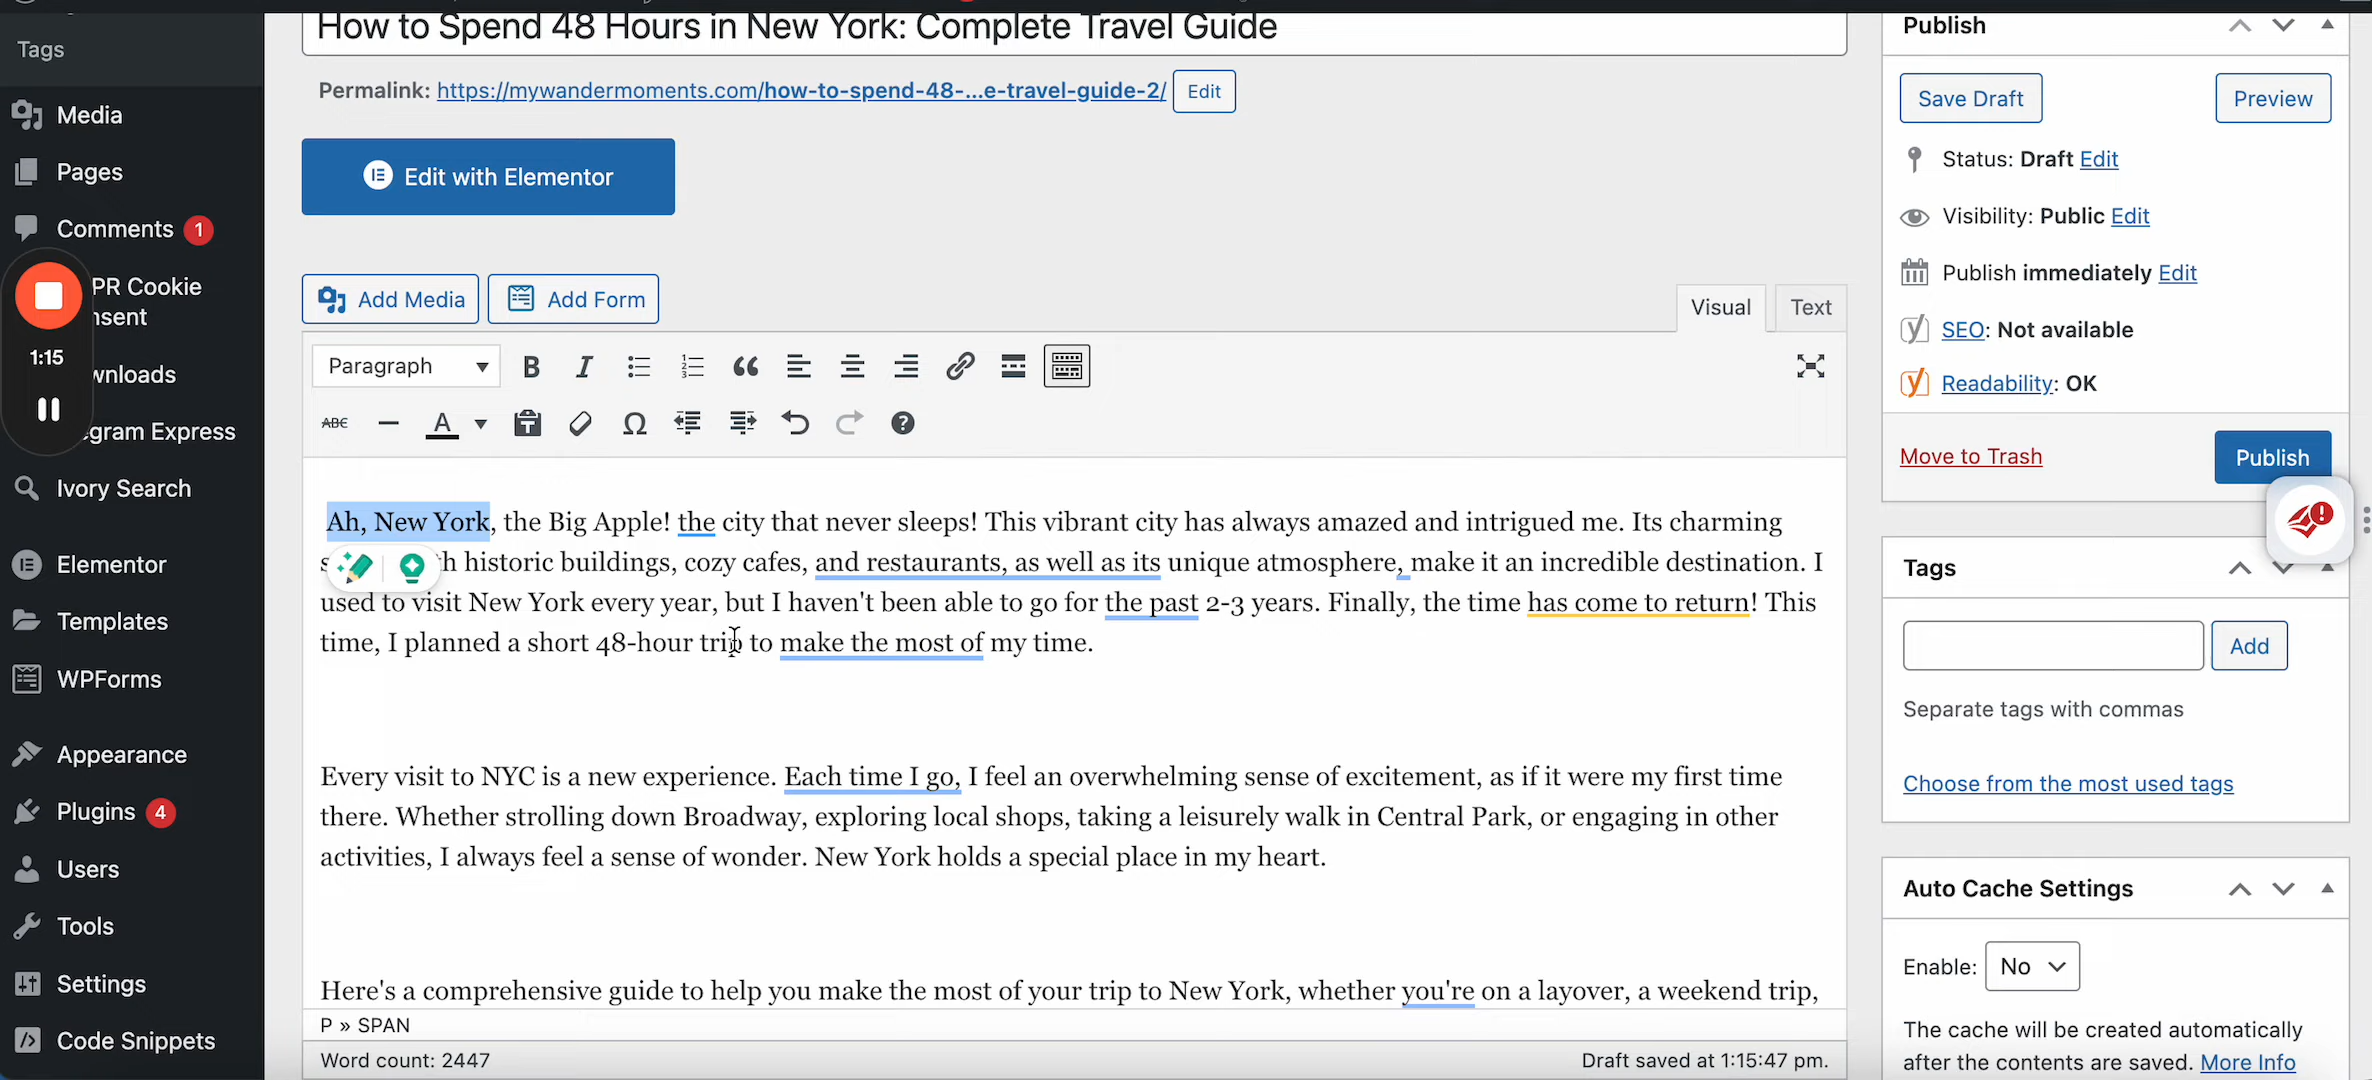 Tags
Media
Pages
Comments 1
PR Cookie
nsent
1:15
wnloads
gram Express
Ivory Search
Elementor
Templates
WPForms
Appearance
Plugins 4
Users
Tools
Settings
Code Snippets
How to Spend 48 Hours in New York: Complete Travel Guide
Permalink: https://mywandermoments.com/how-to-spend-48-...e-travel-guide-2/ Edit
Edit with Elementor
Add Media Add Form
Visual Text
Paragraph B I
ABC A Ω ?
Ah, New York, the Big Apple! the city that never sleeps! This vibrant city has always amazed and intrigued me. Its charming
s h historic buildings, cozy cafes, and restaurants, as well as its unique atmosphere, make it an incredible destination. I
used to visit New York every year, but I haven't been able to go for the past 2-3 years. Finally, the time has come to return! This
time, I planned a short 48-hour trip to make the most of my time.
Every visit to NYC is a new experience. Each time I go, I feel an overwhelming sense of excitement, as if it were my first time
there. Whether strolling down Broadway, exploring local shops, taking a leisurely walk in Central Park, or engaging in other
activities, I always feel a sense of wonder. New York holds a special place in my heart.
Here's a comprehensive guide to help you make the most of your trip to New York, whether you're on a layover, a weekend trip,
P » SPAN
Word count: 2447
Draft saved at 1:15:47 pm.
Publish
Save Draft Preview
Status: Draft Edit
Visibility: Public Edit
Publish immediately Edit
SEO: Not available
Readability: OK
Move to Trash Publish
Tags
Add
Separate tags with commas
Choose from the most used tags
Auto Cache Settings
Enable: No
The cache will be created automatically
after the contents are saved. More Info